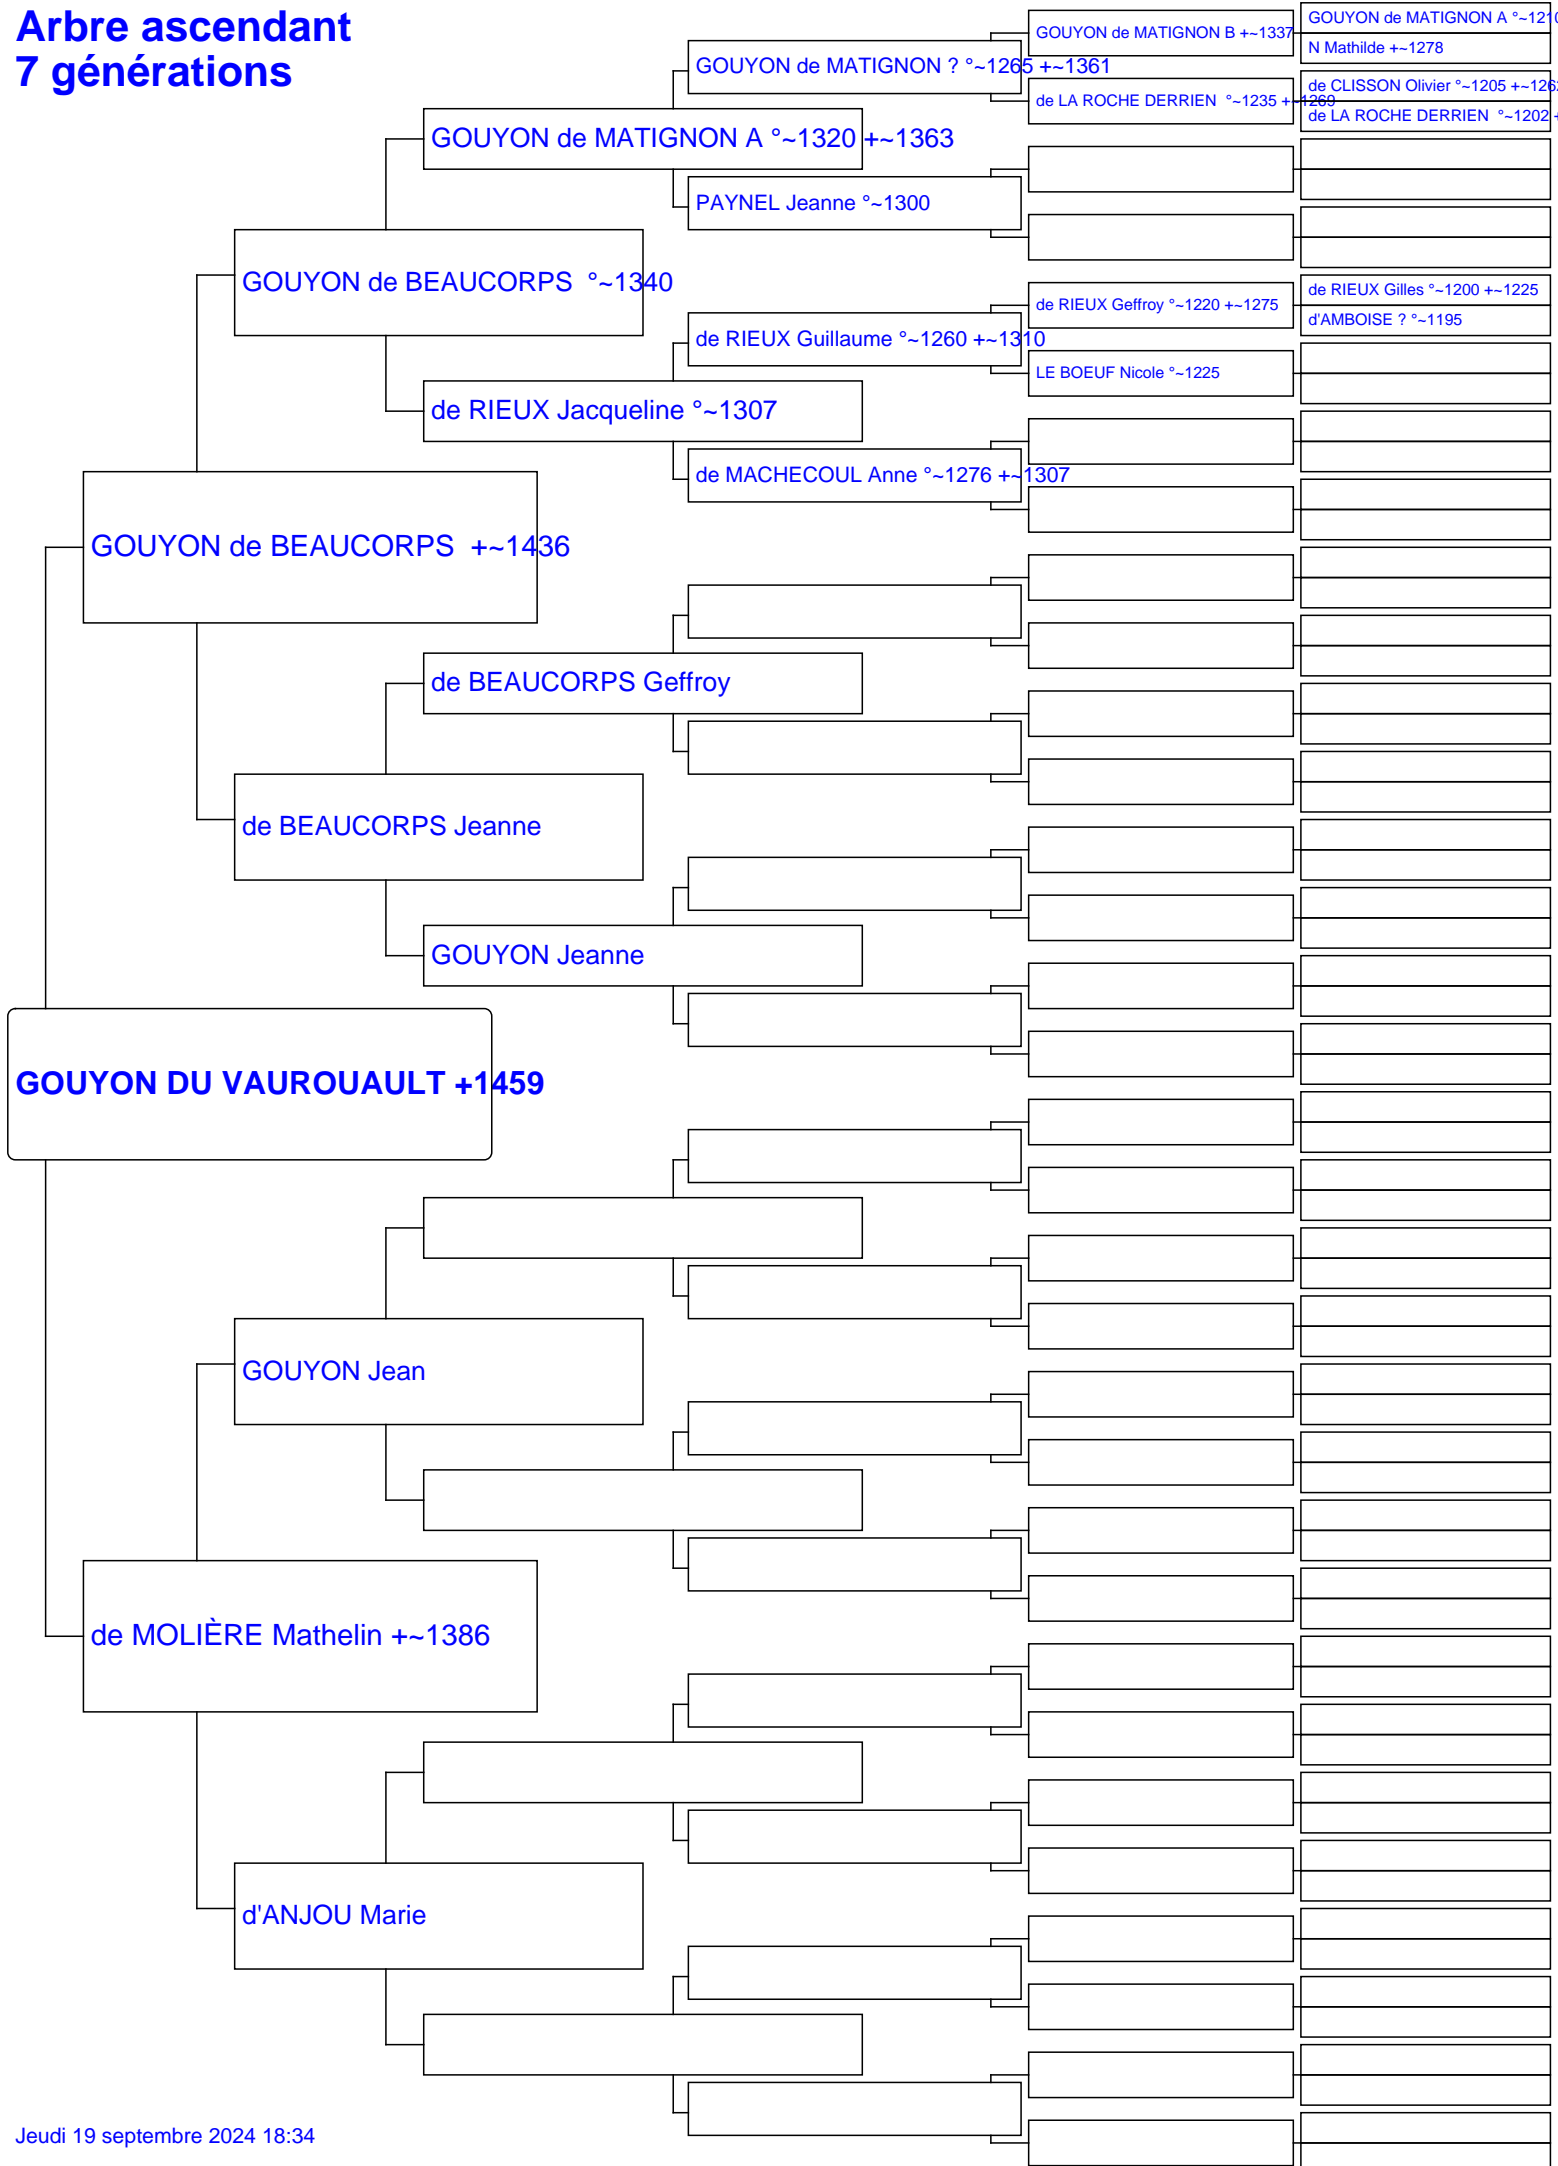 Arbre ascendant
7 générations
GOUYON de MATIGNON B +~1337
GOUYON de MATIGNON A °~1210
N Mathilde +~1278
GOUYON de MATIGNON ? °~1265 +~1361
de LA ROCHE DERRIEN  °~1235 +~1269
de CLISSON Olivier °~1205 +~1262
de LA ROCHE DERRIEN  °~1202 +
GOUYON de MATIGNON A °~1320 +~1363
PAYNEL Jeanne °~1300
GOUYON de BEAUCORPS  °~1340
de RIEUX Geffroy °~1220 +~1275
de RIEUX Gilles °~1200 +~1225
d'AMBOISE ? °~1195
de RIEUX Guillaume °~1260 +~1310
LE BOEUF Nicole °~1225
de RIEUX Jacqueline °~1307
de MACHECOUL Anne °~1276 +~1307
GOUYON de BEAUCORPS  +~1436
de BEAUCORPS Geffroy
de BEAUCORPS Jeanne
GOUYON Jeanne
GOUYON DU VAUROUAULT +1459
GOUYON Jean
de MOLIÈRE Mathelin +~1386
d'ANJOU Marie
Jeudi 19 septembre 2024 18:34